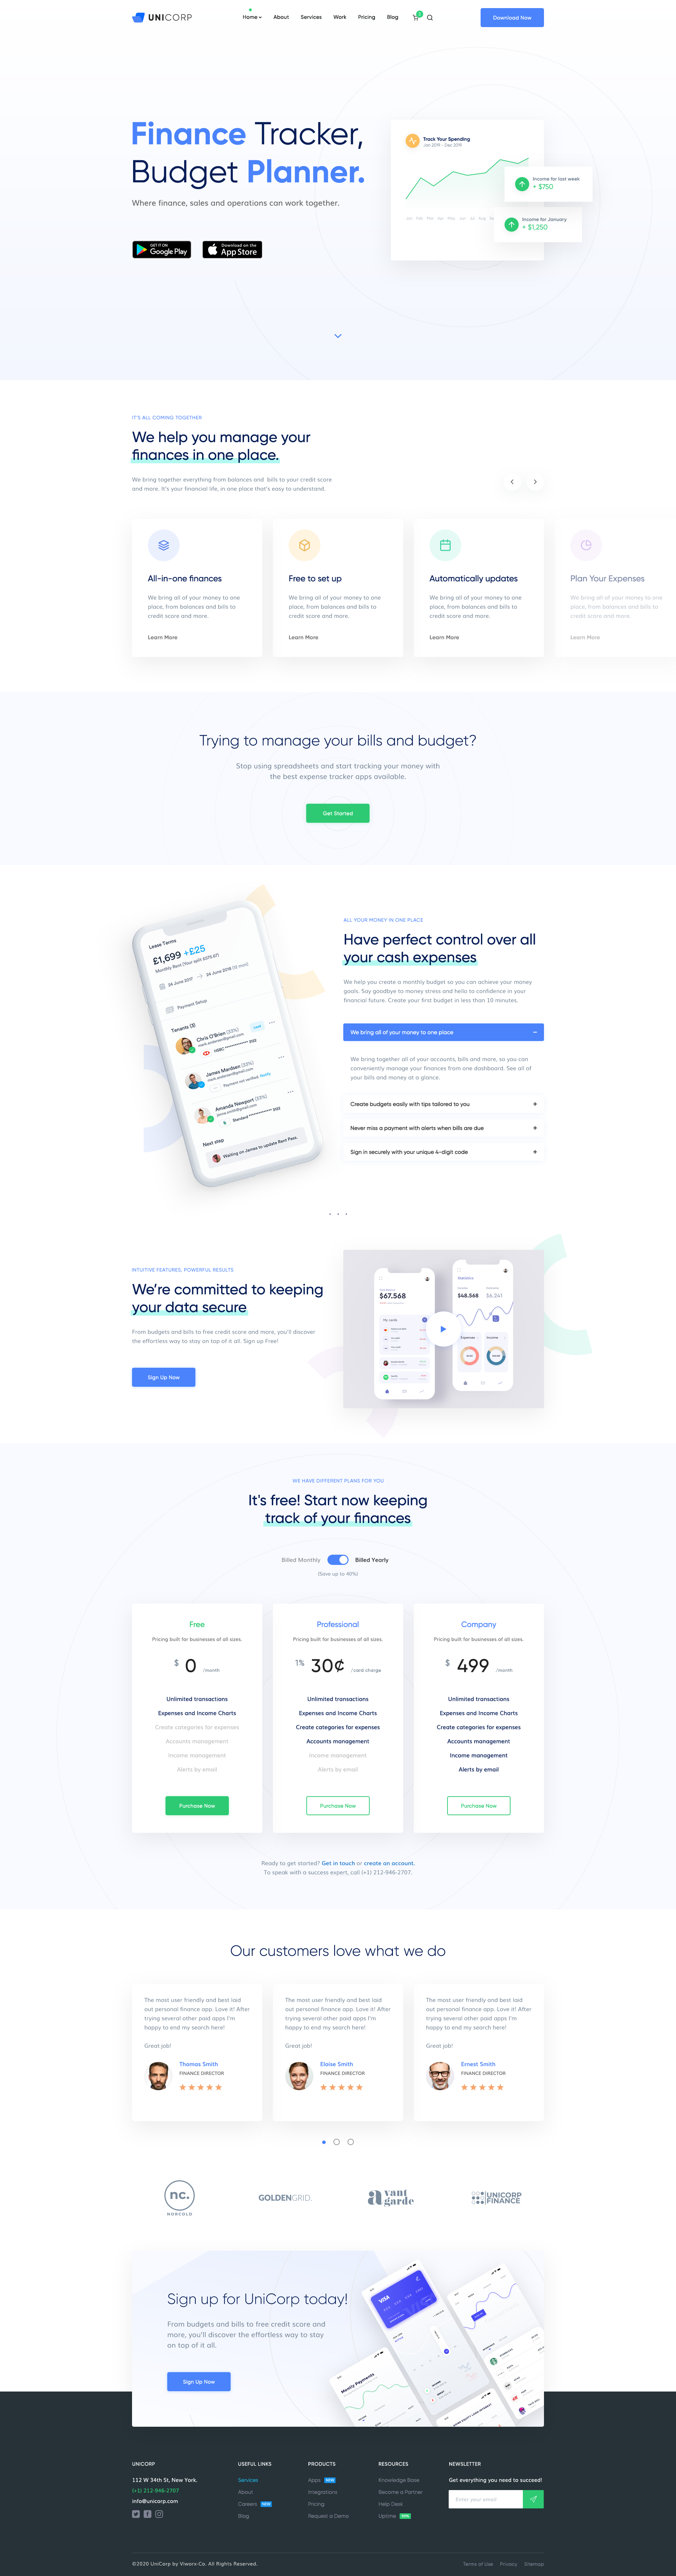 UNICORP
Home
About
Services
Work
Pricing
Blog
Download Now
Finance Tracker,
Budget Planner.
Where finance, sales and operations can work together.
GET IT ON
Google Play
Download on the
App Store
Track Your Spending
Jan 2019 - Dec 2019
Jan Feb Mar Apr May Jun Jul Aug
Income for last week
+ $750
Income for January
+ $1,250
IT'S ALL COMING TOGETHER
We help you manage your
finances in one place.
We bring together everything from balances and bills to your credit score
and more. It's your financial life, in one place that's easy to understand.
All-in-one finances
We bring all of your money to one
place, from balances and bills to
credit score and more.
Learn More
Free to set up
We bring all of your money to one
place, from balances and bills to
credit score and more.
Learn More
Automatically updates
We bring all of your money to one
place, from balances and bills to
credit score and more.
Learn More
Plan Your Expenses
We bring all of your money to one
place, from balances and bills to
credit score and more.
Learn More
Trying to manage your bills and budget?
Stop using spreadsheets and start tracking your money with
the best expense tracker apps available.
Get Started
Lease Terms
£1,699 +£25
Monthly Rent (Your split £575,67)
24 June 2017
24 June 2018
Payment Setup
Tenants (3)
Chris O'Brien (33%)
HSBC
James Mardson (33%)
Payment not verified. Notify
Amanda Newport (33%)
Standard
Next step
Waiting on James to update Rent Details.
ALL YOUR MONEY IN ONE PLACE
Have perfect control over all
your cash expenses
We help you create a monthly budget so you can achieve your money
goals. Say goodbye to money stress and hello to confidence in your
financial future. Create your first budget in less than 10 minutes.
We bring all of your money to one place
We bring together all of your accounts, bills and more, so you can
conveniently manage your finances from one dashboard. See all of
your bills and money at a glance.
Create budgets easily with tips tailored to you
Never miss a payment with alerts when bills are due
Sign in securely with your unique 4-digit code
INTUITIVE FEATURES, POWERFUL RESULTS
We're committed to keeping
your data secure
From budgets and bills to free credit score and more, you'll discover
the effortless way to stay on top of it all. Sign up Free!
Sign Up Now
$67.568
My cards
Statistics
$48.568
$6.241
Expenses
Income
WE HAVE DIFFERENT PLANS FOR YOU
It's free! Start now keeping
track of your finances
Billed Monthly
Billed Yearly
(Save up to 40%)
Free
Pricing built for businesses of all sizes.
$ 0 /month
Unlimited transactions
Expenses and Income Charts
Create categories for expenses
Accounts management
Income management
Alerts by email
Purchase Now
Professional
Pricing built for businesses of all sizes.
1% 30¢ /card charge
Unlimited transactions
Expenses and Income Charts
Create categories for expenses
Accounts management
Income management
Alerts by email
Purchase Now
Company
Pricing built for businesses of all sizes.
$ 499 /month
Unlimited transactions
Expenses and Income Charts
Create categories for expenses
Accounts management
Income management
Alerts by email
Purchase Now
Ready to get started? Get in touch or create an account.
To speak with a success expert, call (+1) 212-946-2707.
Our customers love what we do
The most user friendly and best laid
out personal finance app. Love it! After
trying several other paid apps I'm
happy to end my search here!
Great job!
Thomas Smith
FINANCE DIRECTOR
The most user friendly and best laid
out personal finance app. Love it! After
trying several other paid apps I'm
happy to end my search here!
Great job!
Eloise Smith
FINANCE DIRECTOR
The most user friendly and best laid
out personal finance app. Love it! After
trying several other paid apps I'm
happy to end my search here!
Great job!
Ernest Smith
FINANCE DIRECTOR
nc.
NORCOLD
GOLDENGRID.
a vant
garde
UNICORP
FINANCE
Sign up for UniCorp today!
From budgets and bills to free credit score and
more, you'll discover the effortless way to stay
on top of it all.
Sign Up Now
VISA
Montly Payments
UNICORP
112 W 34th St, New York.
(+1) 212-946-2707
info@unicorp.com
USEFUL LINKS
Services
About
Careers NEW
Blog
PRODUCTS
Apps NEW
Integrations
Pricing
Request a Demo
RESOURCES
Knowledge Base
Become a Partner
Help Desk
Uptime
NEWSLETTER
Get everything you need to succeed!
Enter your email
©2020 UniCorp by Viworx-Co. All Rights Reserved.
Terms of Use
Privacy
Sitemap